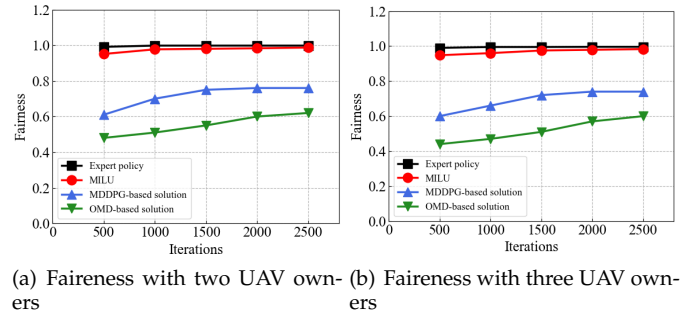 1.2
1.0
0.8
0.6
0.4
0.2
0.0
Fairness
Expert policy
MILU
MDDPG-based solution
OMD-based solution
0 500 1000 1500 2000 2500
Iterations
(a) Faireness with two UAV own-
ers
1.2
1.0
0.8
0.6
0.4
0.2
0.0
Fairness
Expert policy
MILU
MDDPG-based solution
OMD-based solution
0 500 1000 1500 2000 2500
Iterations
(b) Faireness with three UAV own-
ers